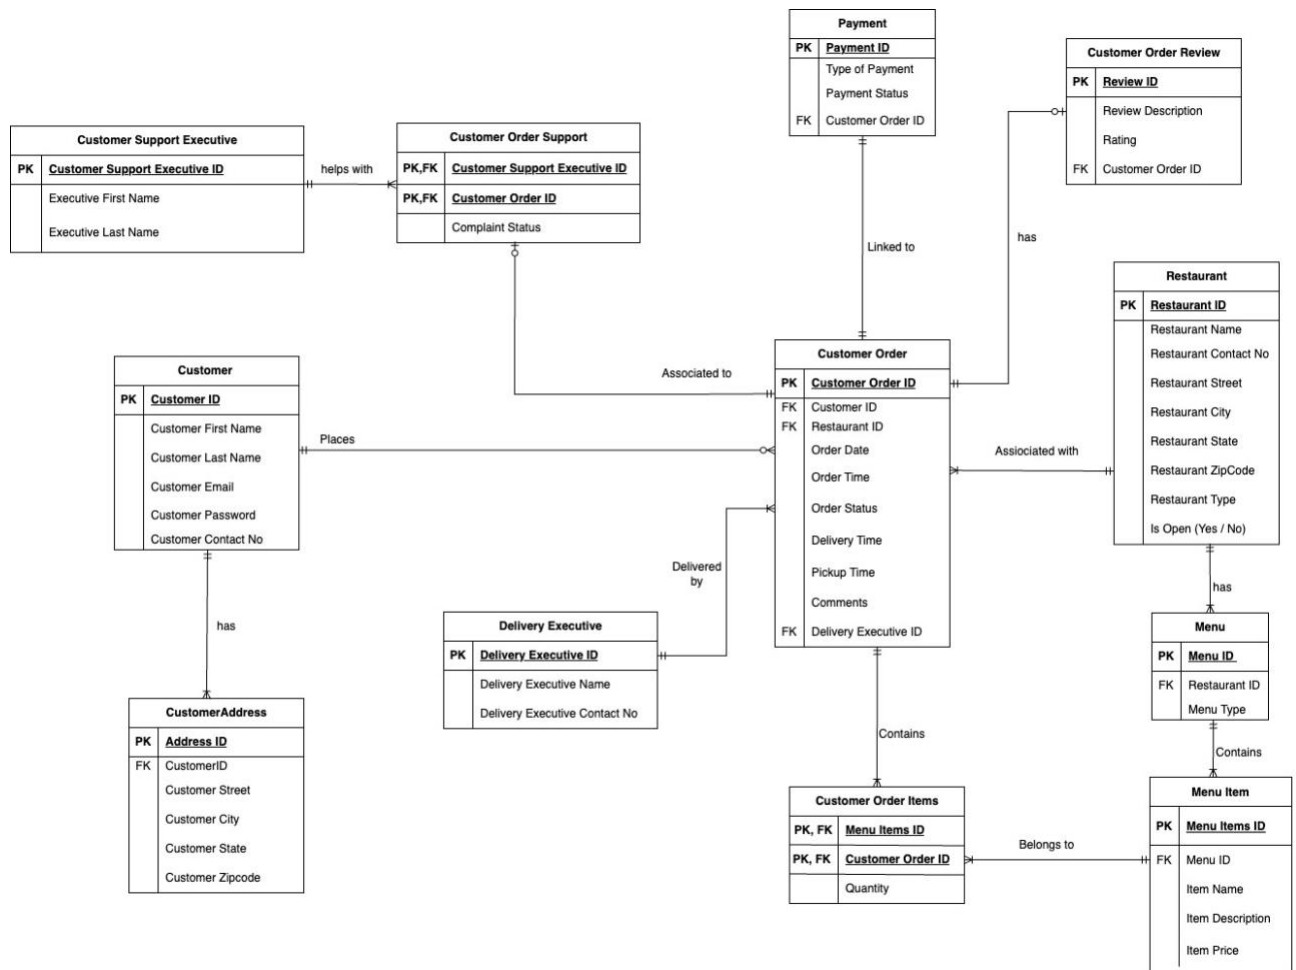 Payment
PK Payment ID
Type of Payment
Payment Status
FK Customer Order ID
Customer Order Review
PK Review ID
Review Description
Rating
FK Customer Order ID
Customer Support Executive
PK Customer Support Executive ID
Executive First Name
Executive Last Name
helps with
Customer Order Support
PK,FK Customer Support Executive ID
PK,FK Customer Order ID
Complaint Status
Linked to
has
Restaurant
PK Restaurant ID
Restaurant Name
Restaurant Contact No
Restaurant Street
Restaurant City
Restaurant State
Restaurant ZipCode
Restaurant Type
Is Open (Yes / No)
Customer
PK Customer ID
Customer First Name
Customer Last Name
Customer Email
Customer Password
Customer Contact No
Places
Associated to
Customer Order
PK Customer Order ID
FK Customer ID
FK Restaurant ID
Order Date
Order Time
Order Status
Delivery Time
Pickup Time
Comments
FK Delivery Executive ID
Assiociated with
Delivered
by
has
has
Delivery Executive
PK Delivery Executive ID
Delivery Executive Name
Delivery Executive Contact No
Menu
PK Menu ID
FK Restaurant ID
Menu Type
CustomerAddress
PK Address ID
FK CustomerID
Customer Street
Customer City
Customer State
Customer Zipcode
Contains
Contains
Customer Order Items
PK, FK Menu Items ID
PK, FK Customer Order ID
Quantity
Belongs to
Menu Item
PK Menu Items ID
FK Menu ID
Item Name
Item Description
Item Price